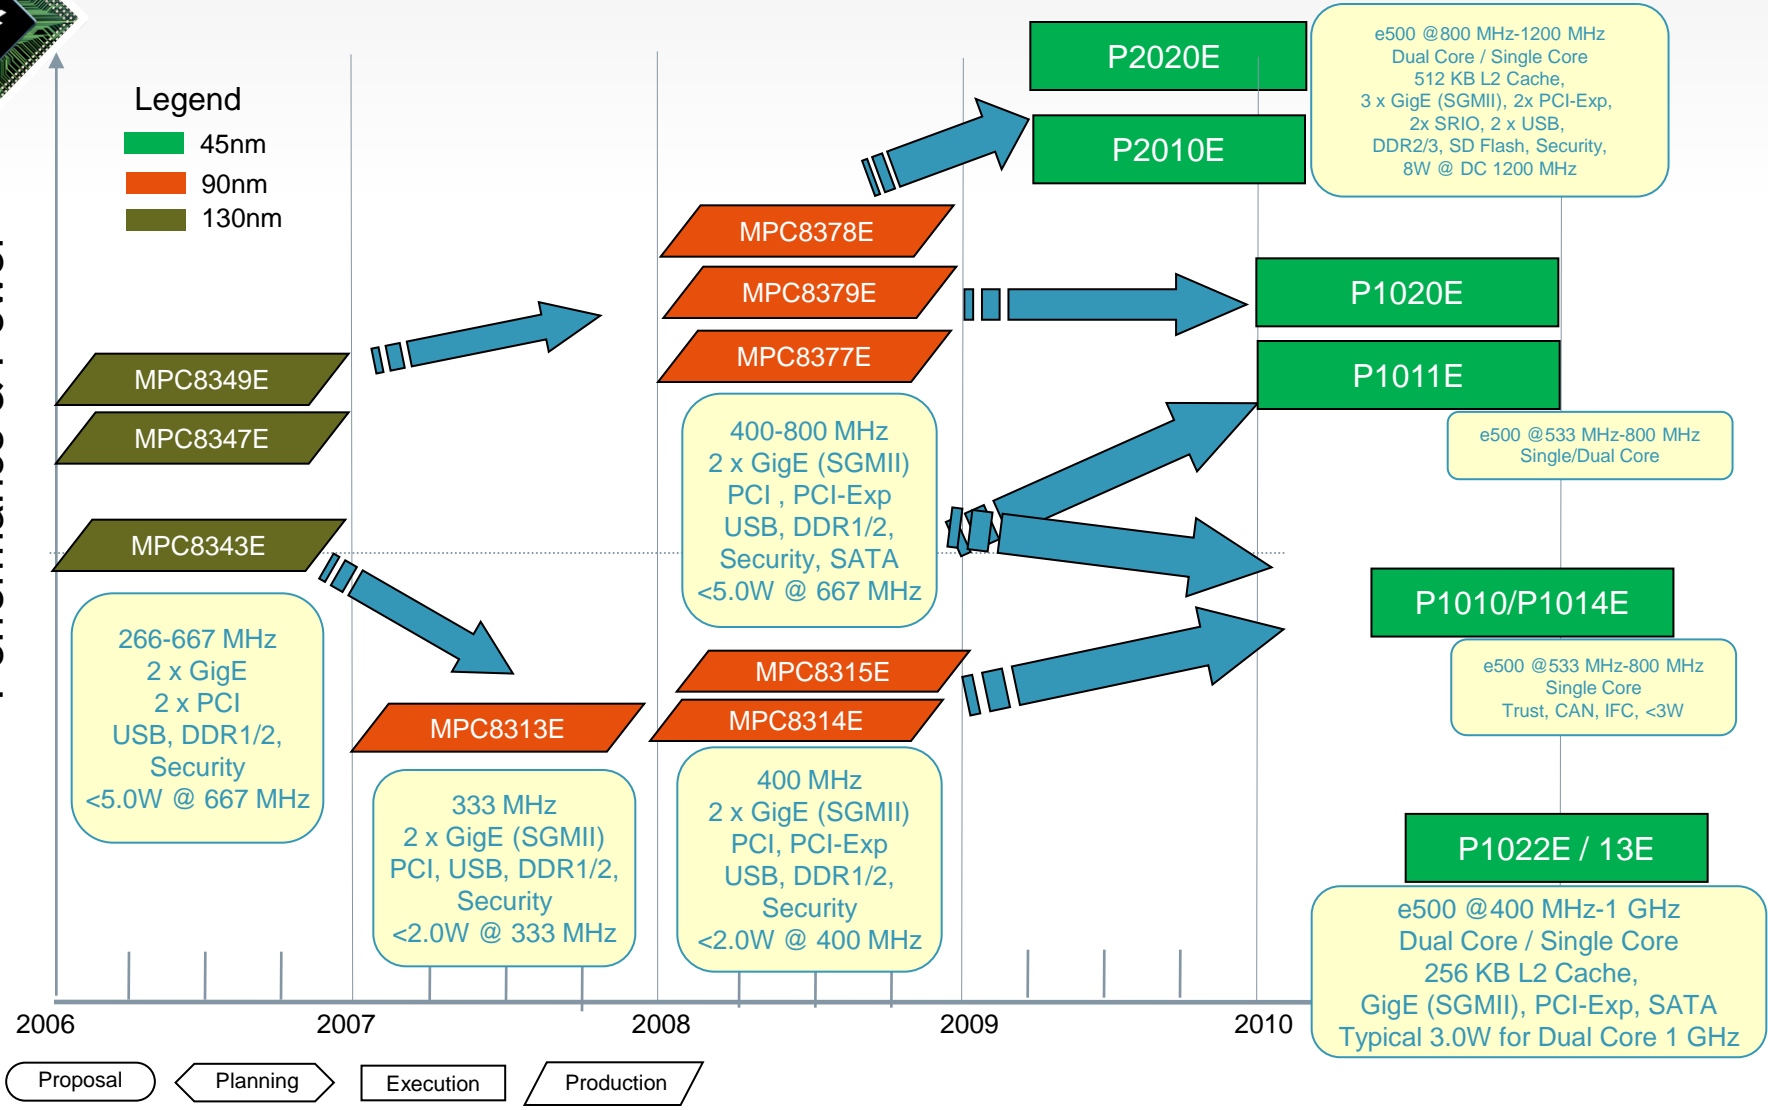 Legend
45nm
90nm
130nm
P2020E
P2010E
e500 @800 MHz-1200 MHz
Dual Core / Single Core
512 KB L2 Cache,
3 x GigE (SGMII), 2x PCI-Exp,
2x SRIO, 2 x USB,
DDR2/3, SD Flash, Security,
8W @ DC 1200 MHz
MPC8378E
MPC8379E
MPC8377E
P1020E
P1011E
e500 @533 MHz-800 MHz
Single/Dual Core
MPC8349E
MPC8347E
MPC8343E
400-800 MHz
2 x GigE (SGMII)
PCI , PCI-Exp
USB, DDR1/2,
Security, SATA
<5.0W @ 667 MHz
266-667 MHz
2 x GigE
2 x PCI
USB, DDR1/2,
Security
<5.0W @ 667 MHz
P1010/P1014E
e500 @533 MHz-800 MHz
Single Core
Trust, CAN, IFC, <3W
MPC8315E
MPC8314E
MPC8313E
333 MHz
2 x GigE (SGMII)
PCI, USB, DDR1/2,
Security
<2.0W @ 333 MHz
400 MHz
2 x GigE (SGMII)
PCI, PCI-Exp
USB, DDR1/2,
Security
<2.0W @ 400 MHz
P1022E / 13E
e500 @400 MHz-1 GHz
Dual Core / Single Core
256 KB L2 Cache,
GigE (SGMII), PCI-Exp, SATA
Typical 3.0W for Dual Core 1 GHz
2006
2007
2008
2009
2010
Proposal
Planning
Execution
Production